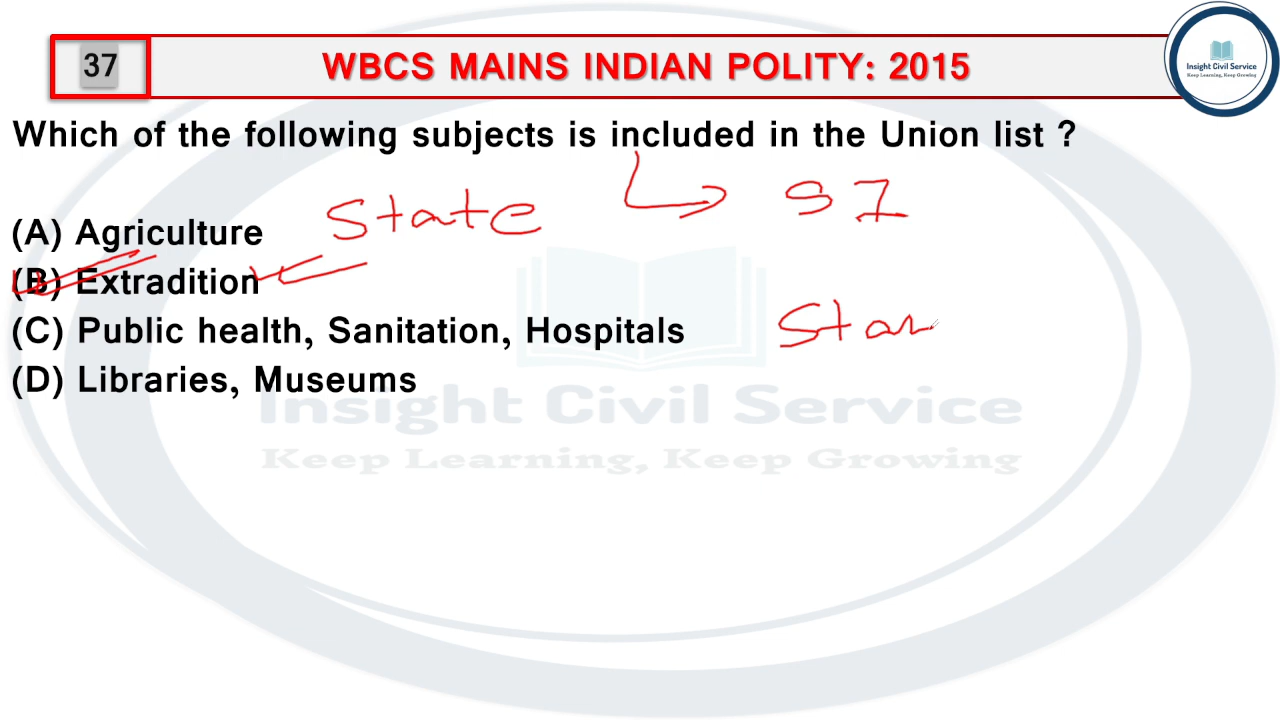 37
WBCS MAINS INDIAN POLITY: 2015
Insight Civil Service
Keep Learning, Keep Growing
Which of the following subjects is included in the Union list ?
(A) Agriculture State
(B) Extradition
(C) Public health, Sanitation, Hospitals
(D) Libraries, Museums
Insight Civil Service
Keep Learning, Keep Growing